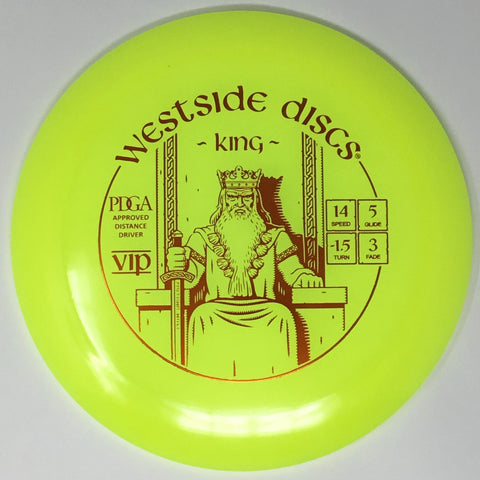 WESTSIDE DISCS®
~ KING ~
PDGA
APPROVED
DISTANCE
DRIVER
VIP
14 SPEED
5 GLIDE
-1.5 TURN
3 FADE